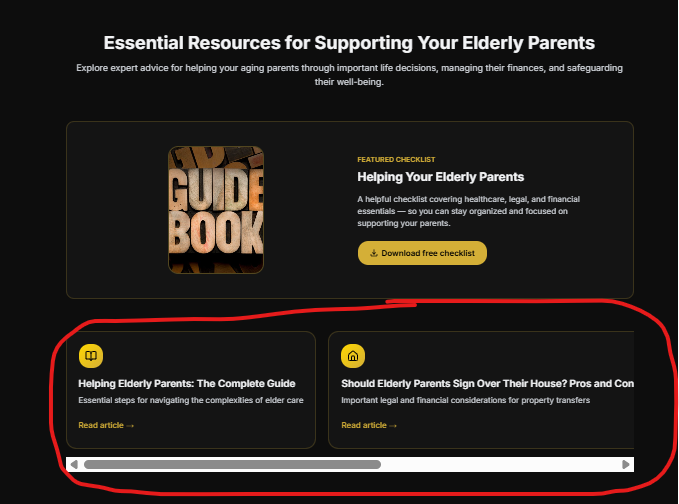 Essential Resources for Supporting Your Elderly Parents
Explore expert advice for helping your aging parents through important life decisions, managing their finances, and safeguarding
their well-being.
GUIDE
BOOK
FEATURED CHECKLIST
Helping Your Elderly Parents
A helpful checklist covering healthcare, legal, and financial
essentials — so you can stay organized and focused on
supporting your parents.
Download free checklist
Helping Elderly Parents: The Complete Guide
Essential steps for navigating the complexities of elder care
Read article →
Should Elderly Parents Sign Over Their House? Pros and Con
Important legal and financial considerations for property transfers
Read article →